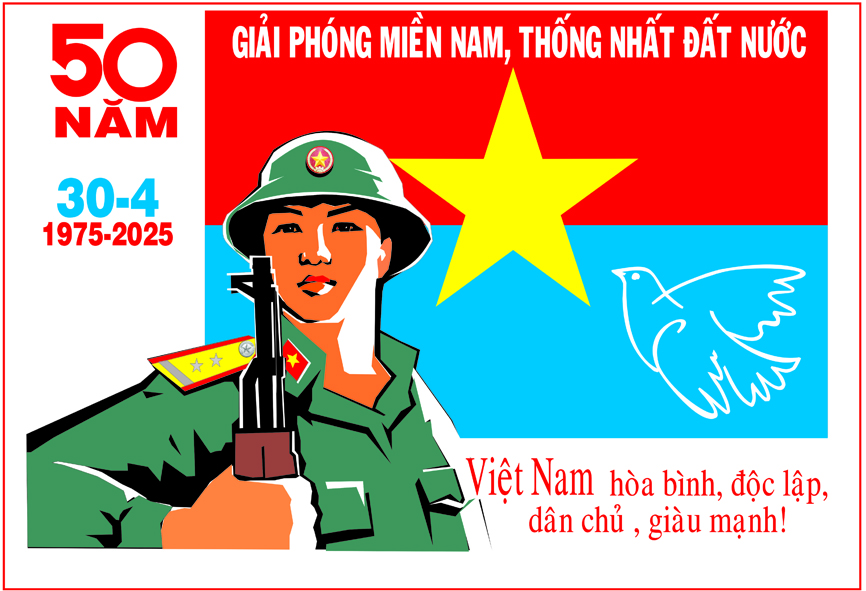 50
NĂM
30-4
1975-2025
GIẢI PHÓNG MIỀN NAM, THỐNG NHẤT ĐẤT NƯỚC
Việt Nam hòa bình, độc lập,
dân chủ , giàu mạnh!